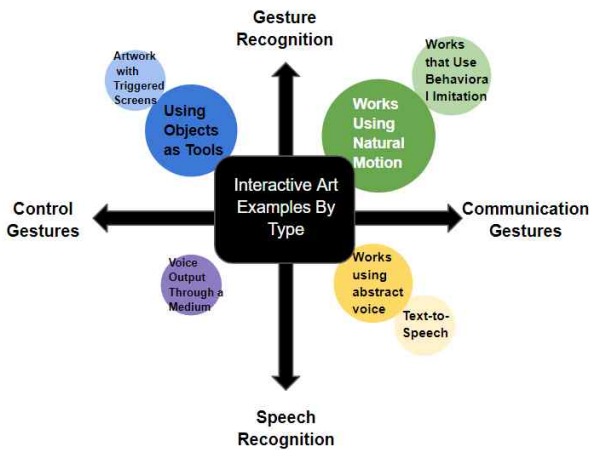 Gesture
Recognition
Artwork
with
Triggered
Screens
Using
Objects
as Tools
Works
Using
Natural
Motion
Works
that Use
Behaviora
l Imitation
Control
Gestures
Interactive Art
Examples By
Type
Communication
Gestures
Voice
Output
Through a
Medium
Works
using
abstract
voice
Text-to-
Speech
Speech
Recognition